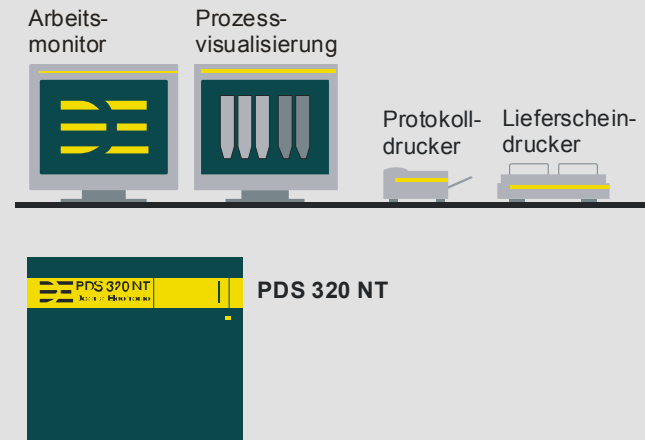 Arbeits-
monitor
Prozess-
visualisierung
Protokoll-
drucker
Lieferschein-
drucker
PDS 320 NT
PDS 320 NT